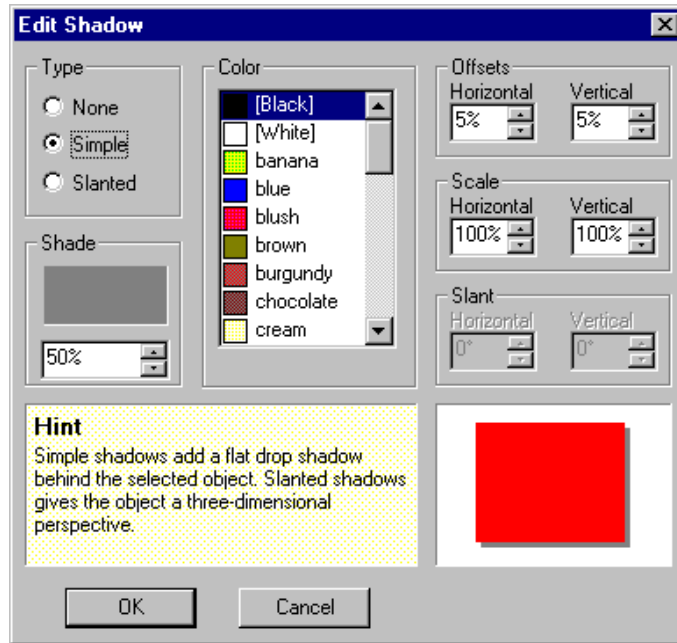 Edit Shadow
Type
None
Simple
Slanted
Shade
50%
Color
[Black]
[White]
banana
blue
blush
brown
burgundy
chocolate
cream
Offsets
Horizontal Vertical
5% 5%
Scale
Horizontal Vertical
100% 100%
Slant
Horizontal Vertical
0° 0°
Hint
Simple shadows add a flat drop shadow
behind the selected object. Slanted shadows
gives the object a three-dimensional
perspective.
OK Cancel